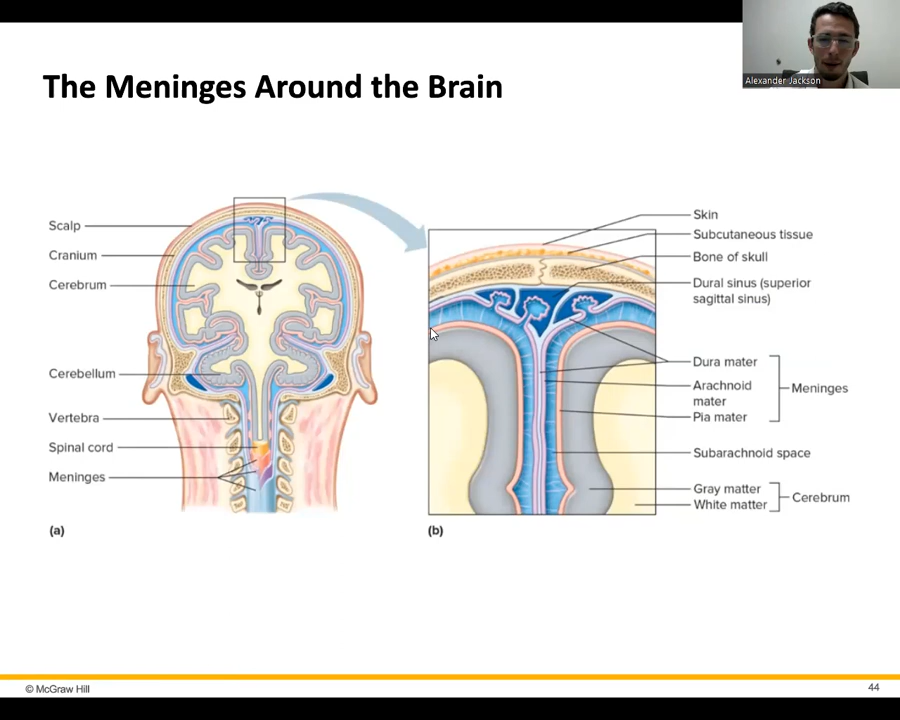 Alexander Jackson
The Meninges Around the Brain
Scalp
Cranium
Cerebrum
Cerebellum
Vertebra
Spinal cord
Meninges
(a)
Skin
Subcutaneous tissue
Bone of skull
Dural sinus (superior
sagittal sinus)
Dura mater
Arachnoid
mater
Pia mater
Meninges
Subarachnoid space
Gray matter
White matter
Cerebrum
(b)
© McGraw Hill
44